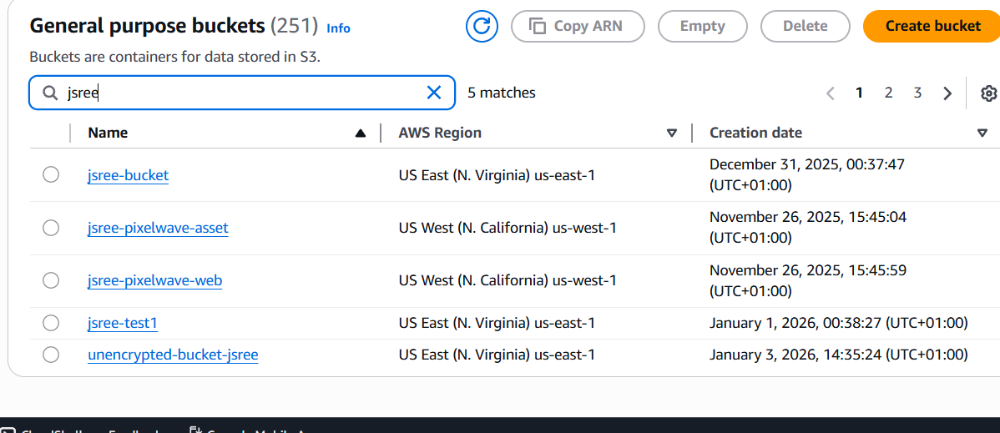 General purpose buckets (251) Info
Copy ARN
Empty
Delete
Create bucket
Buckets are containers for data stored in S3.
jsree
5 matches
1 2 3
Name AWS Region Creation date
jsree-bucket US East (N. Virginia) us-east-1 December 31, 2025, 00:37:47
(UTC+01:00)
jsree-pixelwave-asset US West (N. California) us-west-1 November 26, 2025, 15:45:04
(UTC+01:00)
jsree-pixelwave-web US West (N. California) us-west-1 November 26, 2025, 15:45:59
(UTC+01:00)
jsree-test1 US East (N. Virginia) us-east-1 January 1, 2026, 00:38:27 (UTC+01:00)
unencrypted-bucket-jsree US East (N. Virginia) us-east-1 January 3, 2026, 14:35:24 (UTC+01:00)